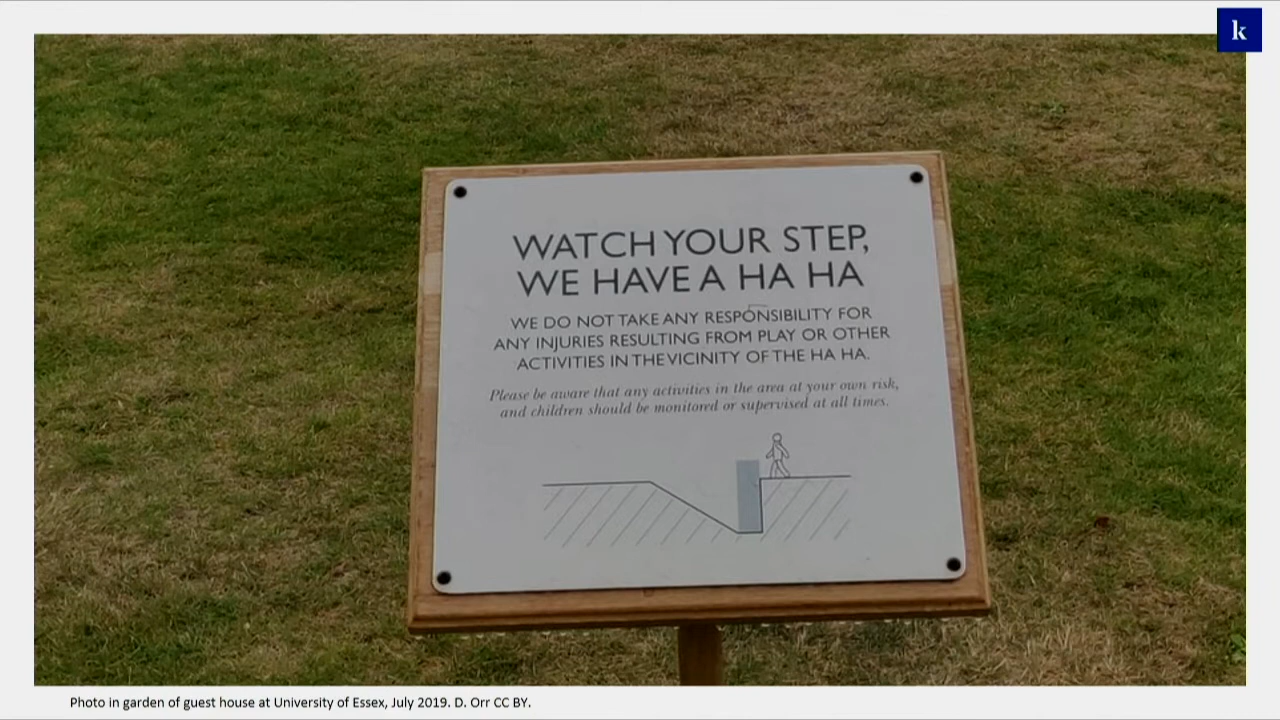 k
WATCH YOUR STEP,
WE HAVE A HA HA
WE DO NOT TAKE ANY RESPONSIBILITY FOR
ANY INJURIES RESULTING FROM PLAY OR OTHER
ACTIVITIES IN THE VICINITY OF THE HA HA.
Please be aware that any activities in the area at your own risk,
and children should be monitored or supervised at all times.
Photo in garden of guest house at University of Essex, July 2019. D. Orr CC BY.